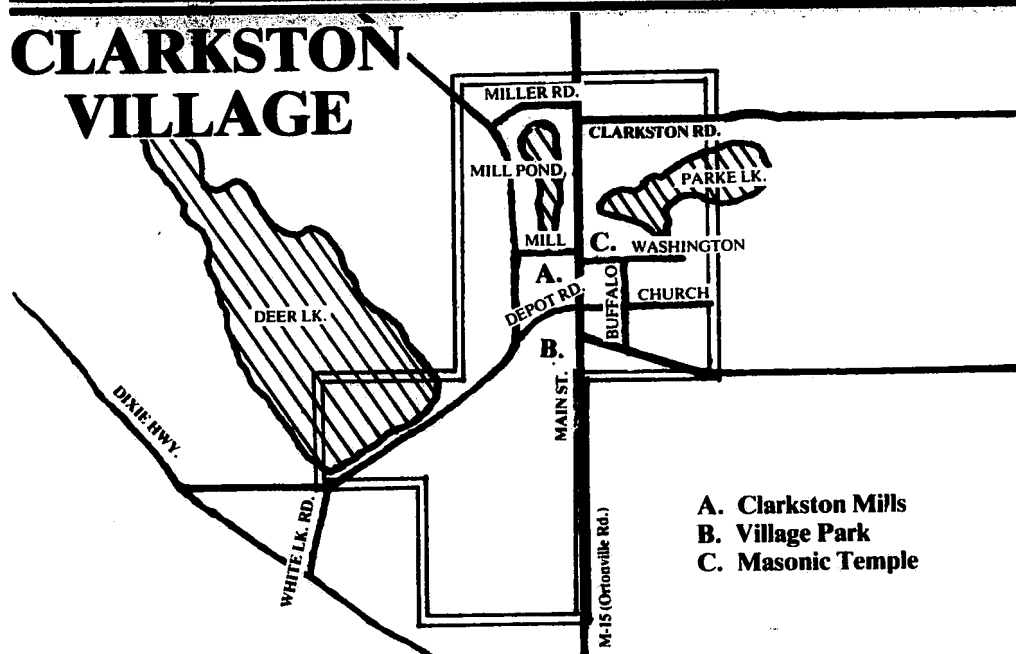 CLARKSTON
VILLAGE
MILLER RD.
CLARKSTON RD.
MILL POND
PARKE LK.
MILL
C.
WASHINGTON
A.
DEPOT RD.
BUFFALO
CHURCH
DEER LK.
B.
MAIN ST.
DIXIE HWY.
WHITE LK. RD.
M-15 (Ortonville Rd.)
A. Clarkston Mills
B. Village Park
C. Masonic Temple